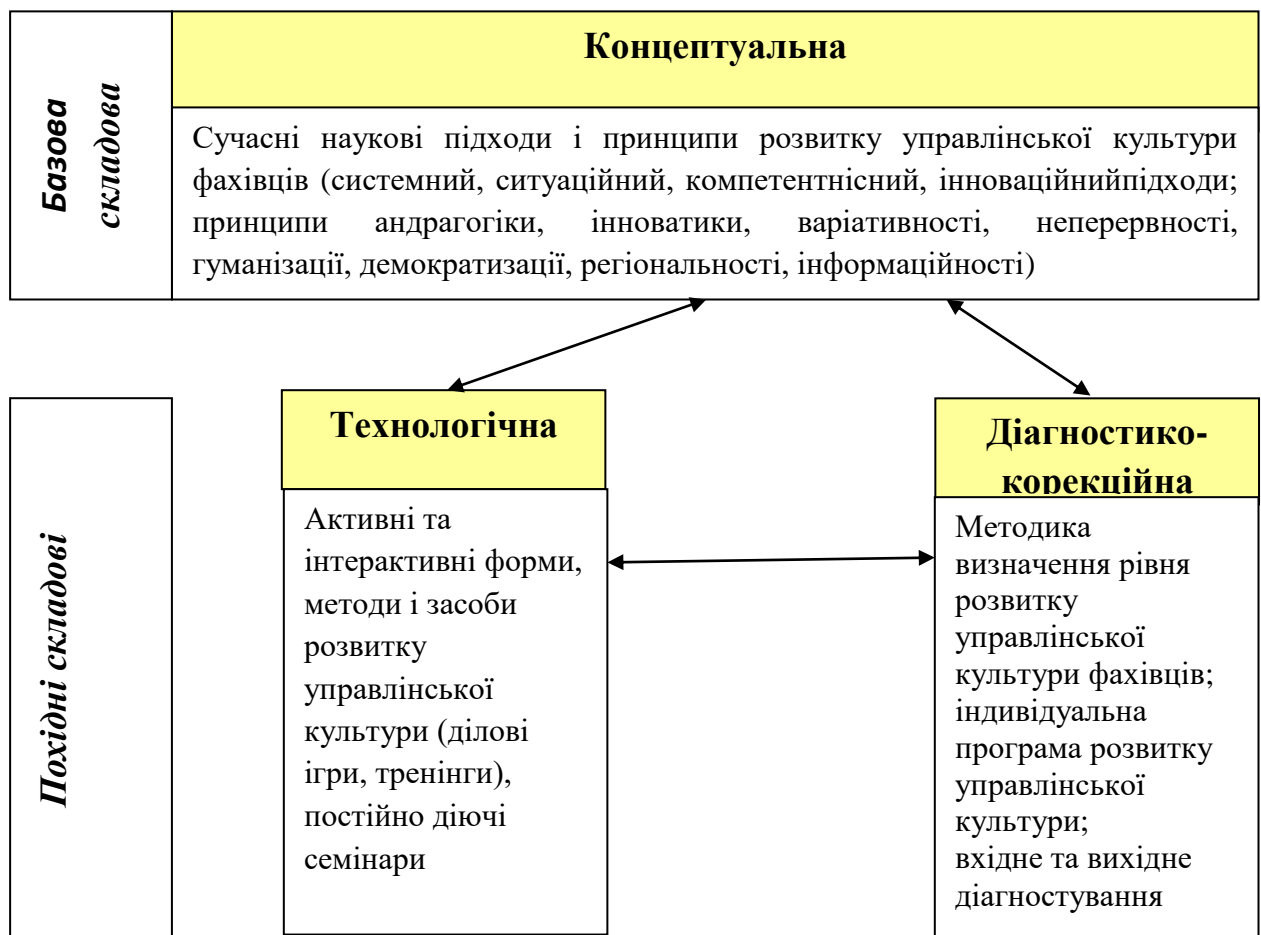 Базова
складова
Концептуальна
Сучасні наукові підходи і принципи розвитку управлінської культури
фахівців (системний, ситуаційний, компетентнісний, інноваційнийпідходи;
принципи андрагогіки, інноватики, варіативності, неперервності,
гуманізації, демократизації, регіональності, інформаційності)
Похідні складові
Технологічна
Активні та
інтерактивні форми,
методи і засоби
розвитку
управлінської
культури (ділові
ігри, тренінги),
постійно діючі
семінари
Діагностико-
корекційна
Методика
визначення рівня
розвитку
управлінської
культури фахівців;
індивідуальна
програма розвитку
управлінської
культури;
вхідне та вихідне
діагностування